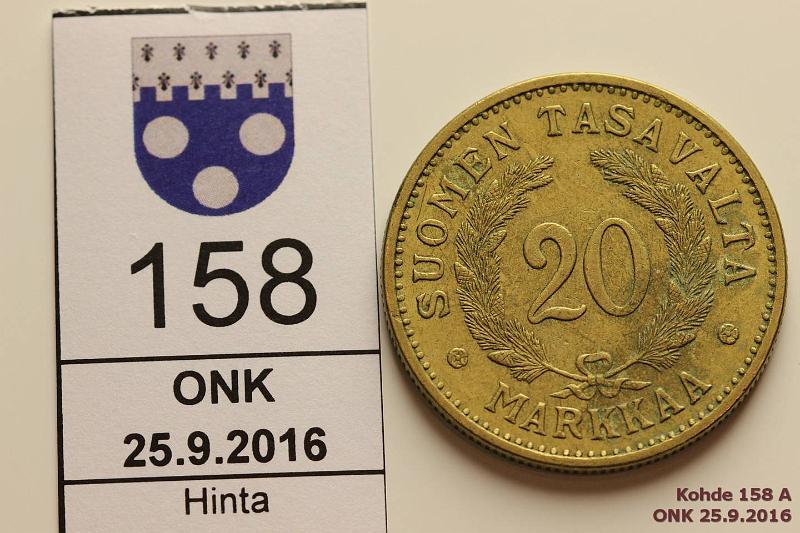 158
ONK
25.9.2016
Hinta
SUOMEN TASAVALTA
20
MARKKAA
Kohde 158 A
ONK 25.9.2016